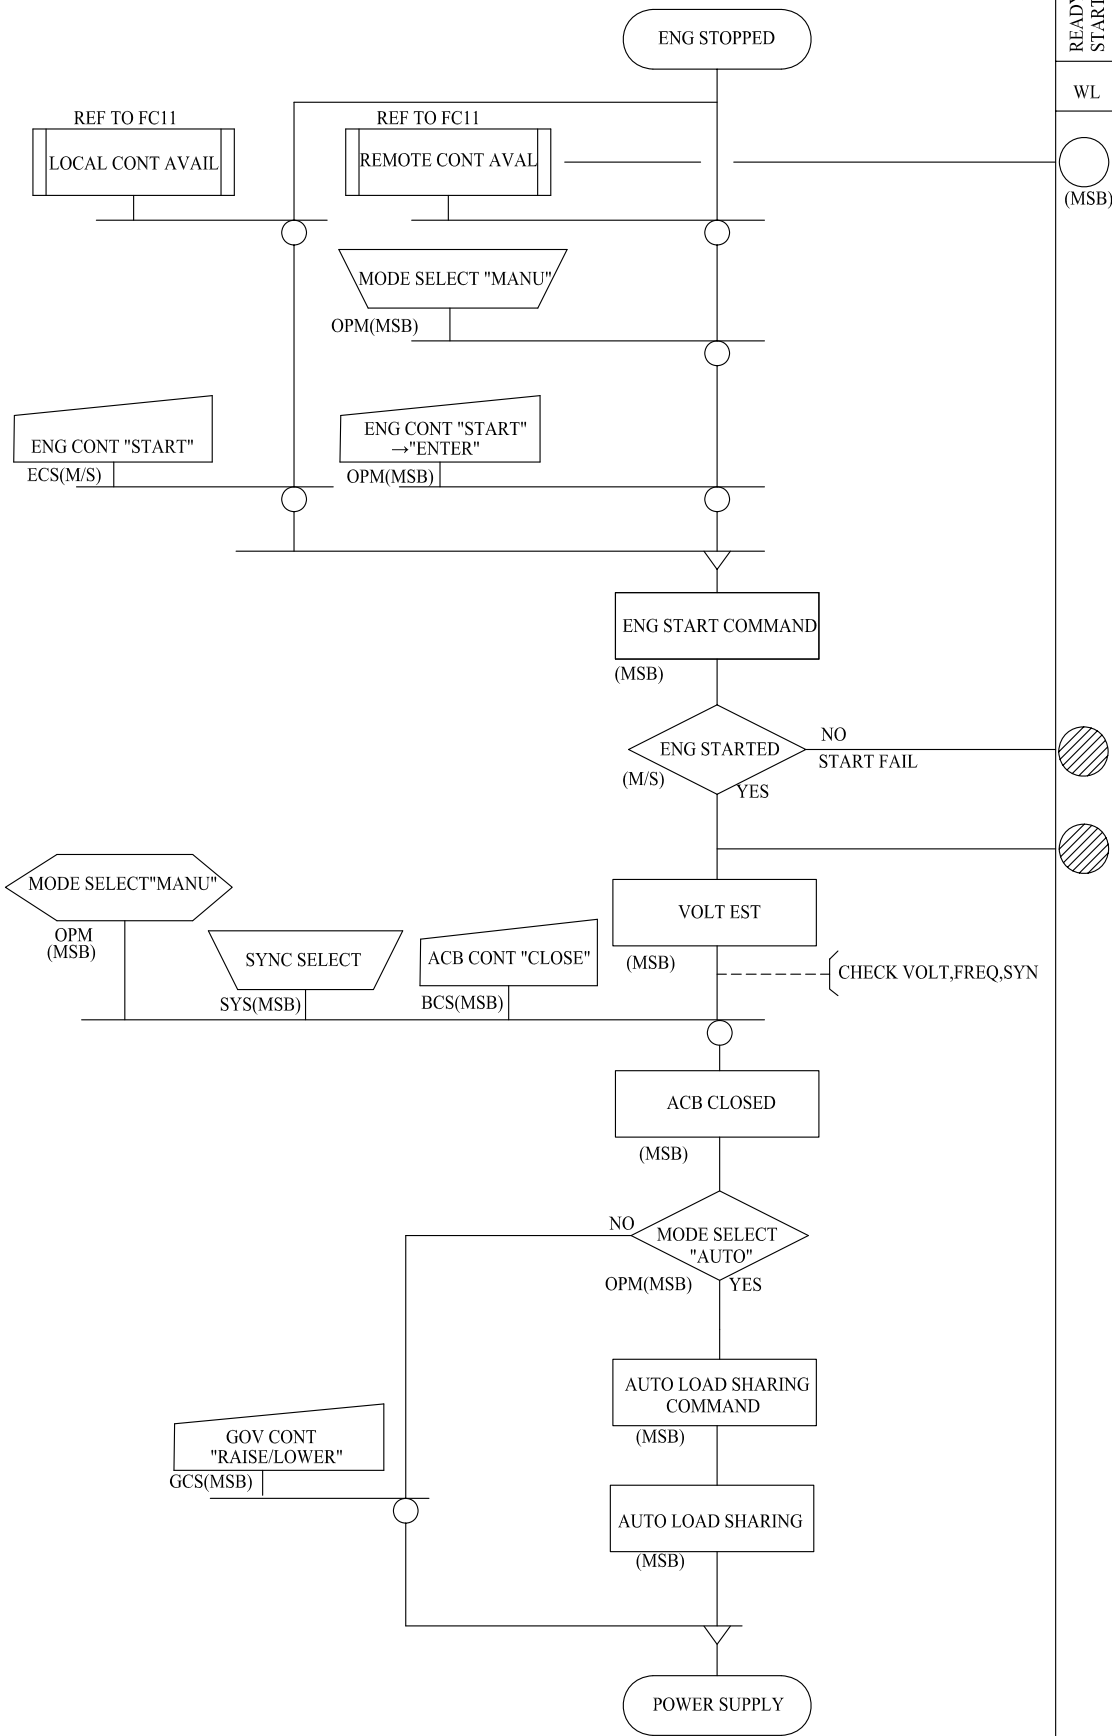 ENG STOPPED
READY
START
WL
REF TO FC11
REF TO FC11
LOCAL CONT AVAIL
REMOTE CONT AVAL
(MSB)
MODE SELECT "MANU"
OPM(MSB)
ENG CONT "START"
ECS(M/S)
ENG CONT "START"
→"ENTER"
OPM(MSB)
ENG START COMMAND
(MSB)
ENG STARTED
(M/S)
NO
START FAIL
YES
MODE SELECT"MANU"
OPM
(MSB)
SYNC SELECT
SYS(MSB)
ACB CONT "CLOSE"
BCS(MSB)
VOLT EST
(MSB)
CHECK VOLT,FREQ,SYN
ACB CLOSED
(MSB)
NO
MODE SELECT
"AUTO"
OPM(MSB)
YES
AUTO LOAD SHARING
COMMAND
(MSB)
GOV CONT
"RAISE/LOWER"
GCS(MSB)
AUTO LOAD SHARING
(MSB)
POWER SUPPLY